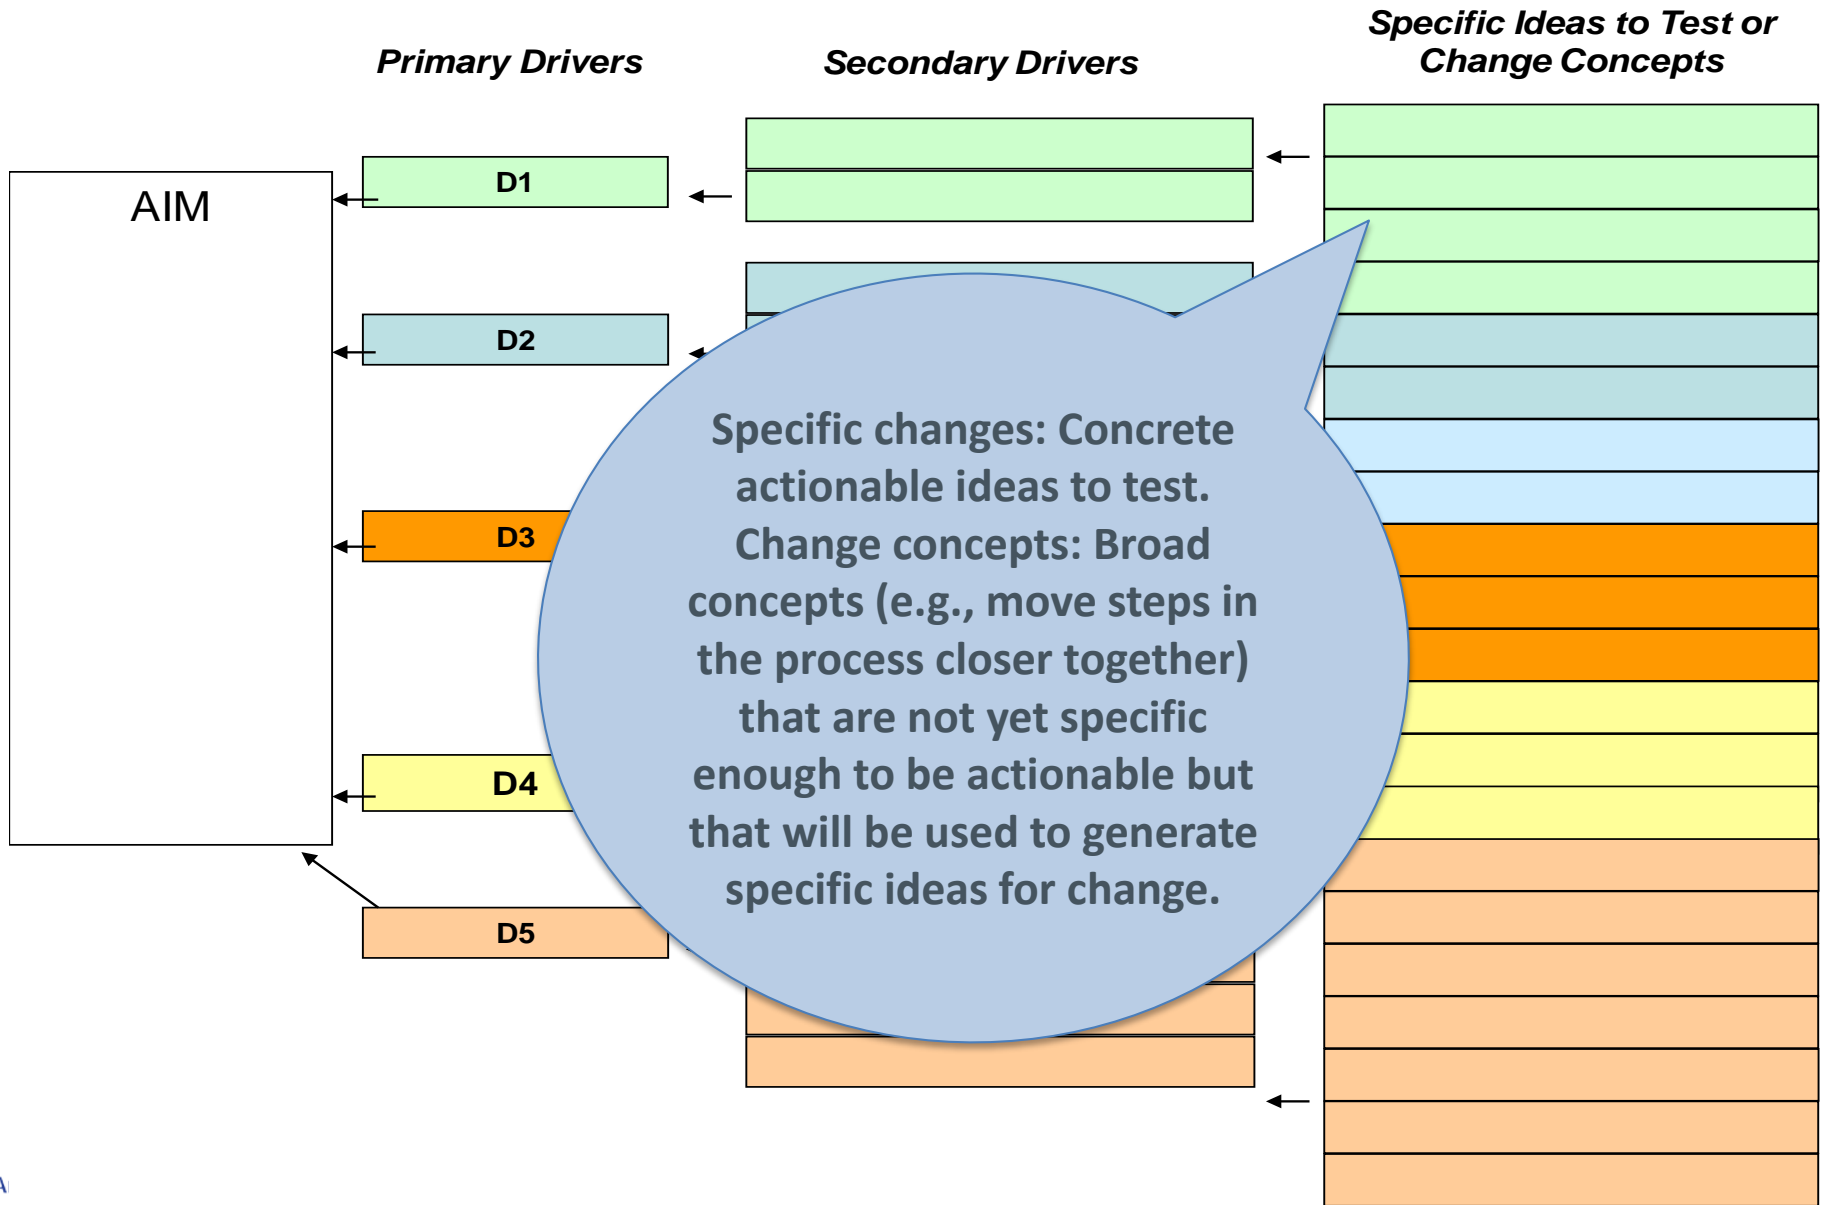 Specific Ideas to Test or
Change Concepts
Primary Drivers
Secondary Drivers
AIM
D1
D2
D3
D4
D5
Specific changes: Concrete
actionable ideas to test.
Change concepts: Broad
concepts (e.g., move steps in
the process closer together)
that are not yet specific
enough to be actionable but
that will be used to generate
specific ideas for change.